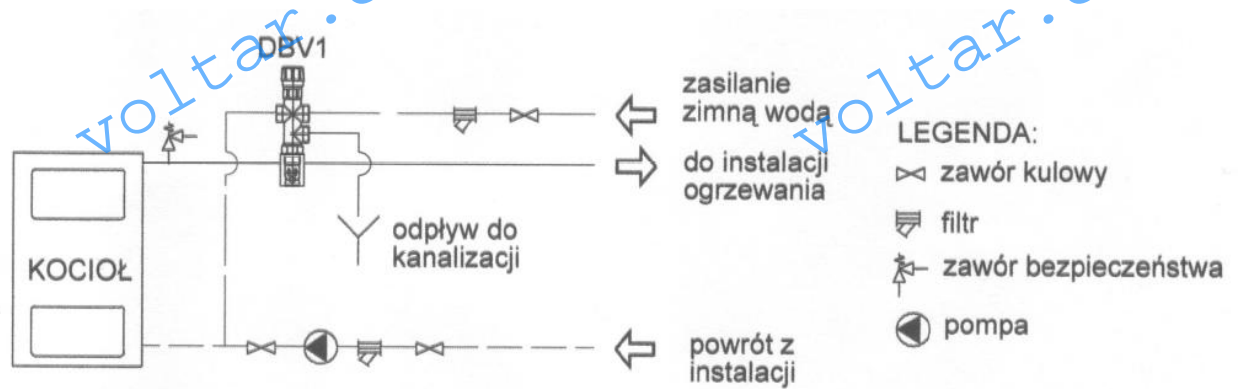 voltar.c
voltar.c
DBV1
zasilanie
zimną wodą
do instalacji
ogrzewania
odpływ do
kanalizacji
KOCIOŁ
powrót z
instalacji
LEGENDA:
zawór kulowy
filtr
zawór bezpieczeństwa
pompa